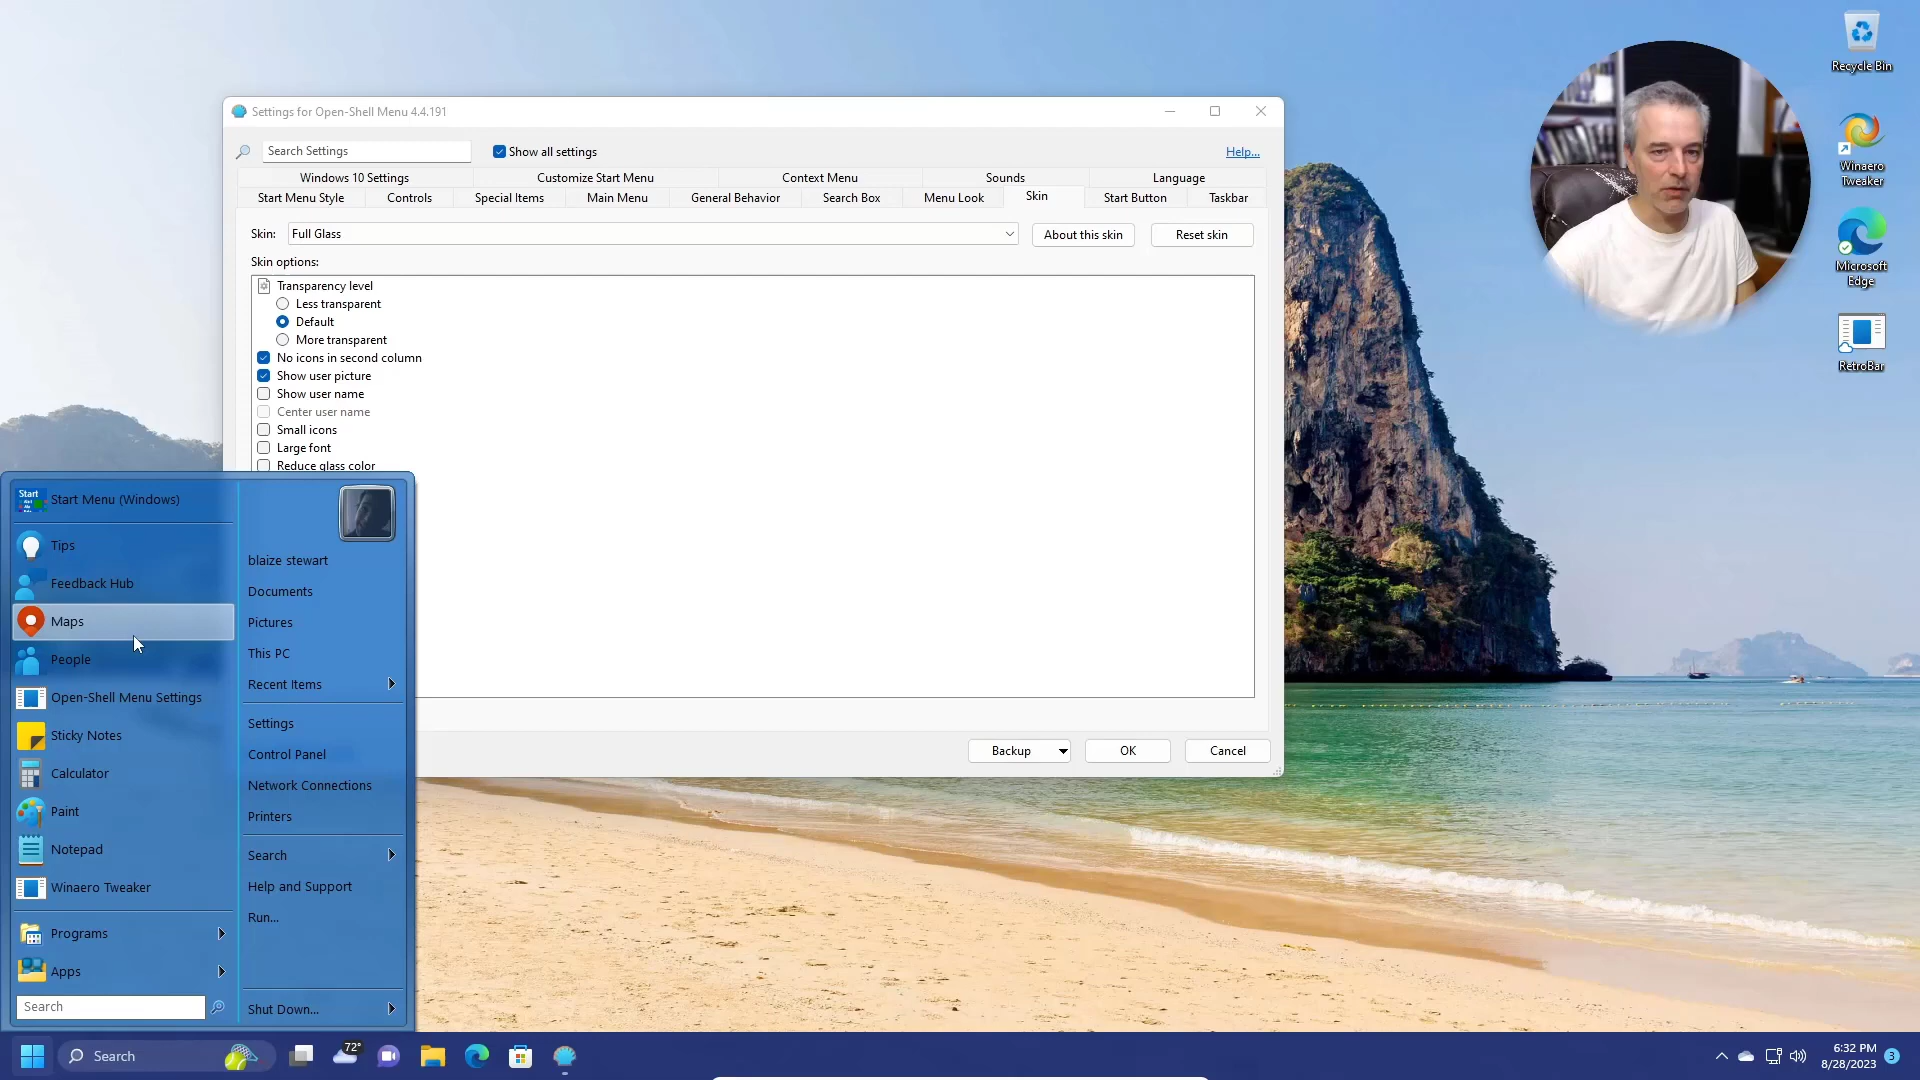 Recycle Bin
Winaero
Tweaker
Microsoft
Edge
RetroBar
Settings for Open-Shell Menu 4.4.191
Search Settings
Show all settings
Help...
Windows 10 Settings
Customize Start Menu
Context Menu
Sounds
Language
Start Menu Style
Controls
Special Items
Main Menu
General Behavior
Search Box
Menu Look
Skin
Start Button
Taskbar
Skin:
Full Glass
About this skin
Reset skin
Skin options:
Transparency level
Less transparent
Default
More transparent
No icons in second column
Show user picture
Show user name
Center user name
Small icons
Large font
Reduce glass color
Backup
OK
Cancel
Start
Start Menu (Windows)
Tips
Feedback Hub
Maps
People
Open-Shell Menu Settings
Sticky Notes
Calculator
Paint
Notepad
Winaero Tweaker
Programs
Apps
Search
blaize stewart
Documents
Pictures
This PC
Recent Items
Settings
Control Panel
Network Connections
Printers
Search
Help and Support
Run...
Shut Down...
Search
72°
6:32 PM
8/28/2023
3